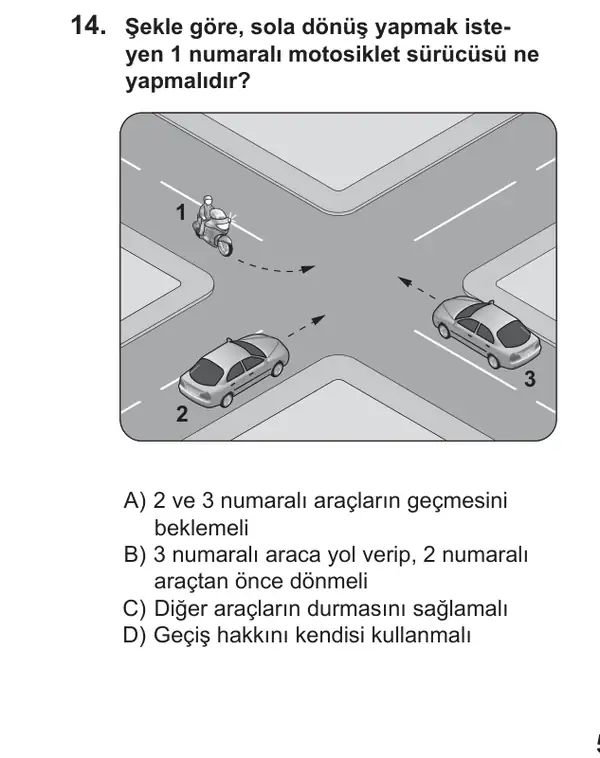 14. Şekle göre, sola dönüş yapmak iste-
yen 1 numaralı motosiklet sürücüsü ne
yapmalıdır?
1
3
2
A) 2 ve 3 numaralı araçların geçmesini
beklemeli
B) 3 numaralı araca yol verip, 2 numaralı
araçtan önce dönmeli
C) Diğer araçların durmasını sağlamalı
D) Geçiş hakkını kendisi kullanmalı